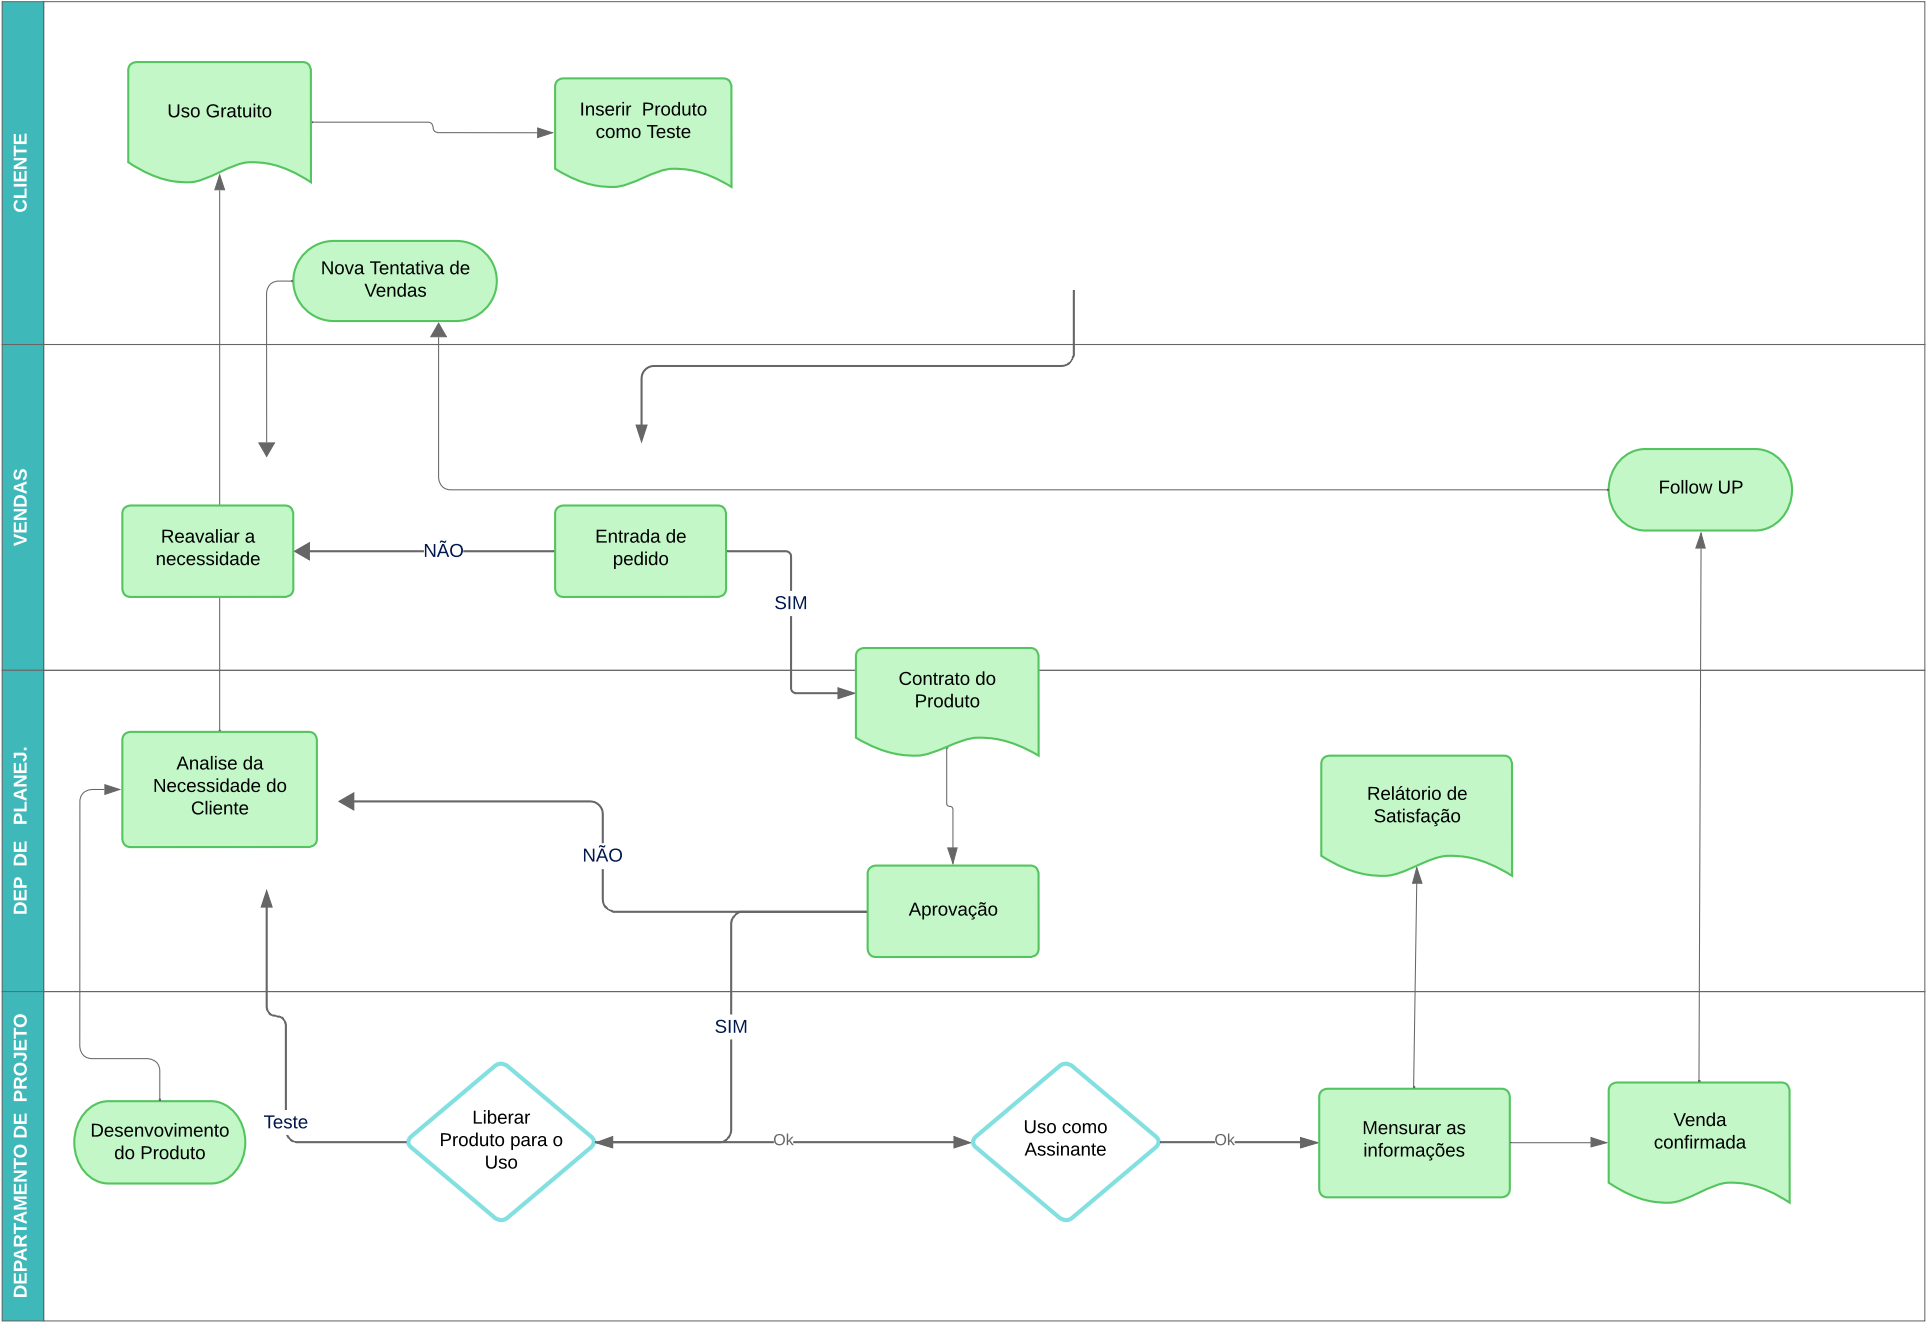 CLIENTE
Uso Gratuito
Inserir  Produto
como Teste
Nova Tentativa de
Vendas
VENDAS
Follow UP
Reavaliar a
necessidade
NÃO
Entrada de
pedido
SIM
DEP  DE  PLANEJ.
Contrato do
Produto
Analise da
Necessidade do
Cliente
Relátorio de
Satisfação
NÃO
Aprovação
DEPARTAMENTO DE  PROJETO
SIM
Teste
Desenvovimento
do Produto
Liberar
Produto para o
Uso
Ok
Uso como
Assinante
Ok
Mensurar as
informações
Venda
confirmada